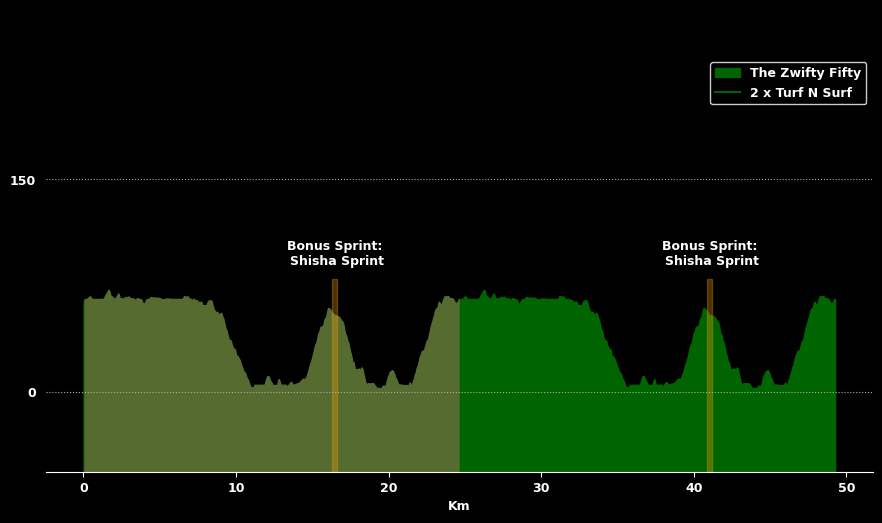 The Zwifty Fifty
2 x Turf N Surf
150
Bonus Sprint:
Shisha Sprint
Bonus Sprint:
Shisha Sprint
0
0 10 20 30 40 50
Km